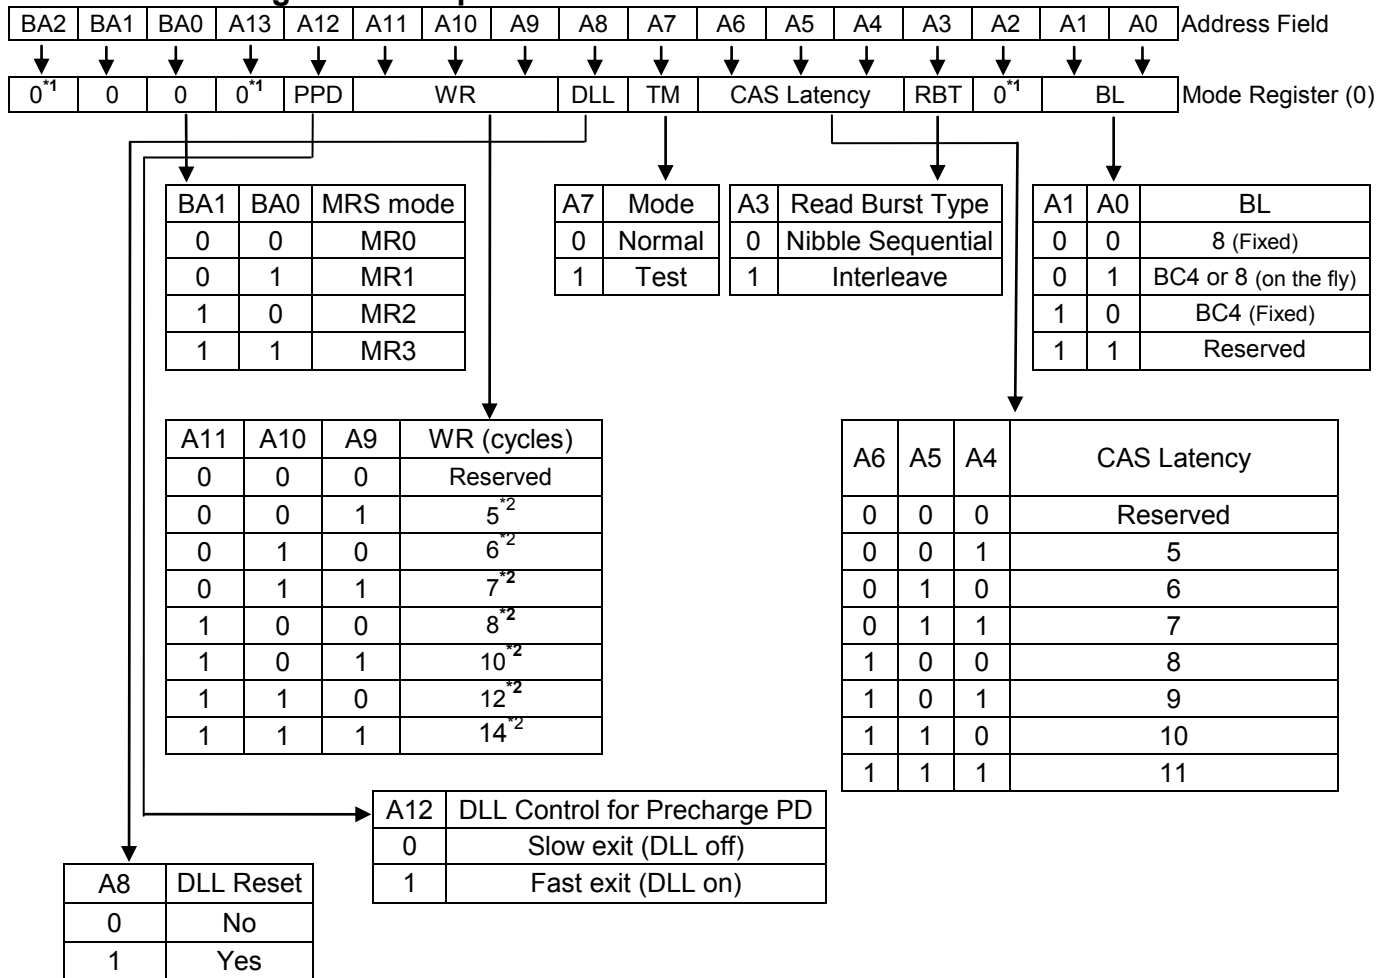 BA2 BA1 BA0 A13 A12 A11 A10 A9 A8 A7 A6 A5 A4 A3 A2 A1 A0 Address Field
0*1 0 0 0*1 PPD WR DLL TM CAS Latency RBT 0*1 BL Mode Register (0)
BA1 BA0 MRS mode
0 0 MR0
0 1 MR1
1 0 MR2
1 1 MR3
A7 Mode
0 Normal
1 Test
A3 Read Burst Type
0 Nibble Sequential
1 Interleave
A1 A0 BL
0 0 8 (Fixed)
0 1 BC4 or 8 (on the fly)
1 0 BC4 (Fixed)
1 1 Reserved
A11 A10 A9 WR (cycles)
0 0 0 Reserved
0 0 1 5*2
0 1 0 6*2
0 1 1 7*2
1 0 0 8*2
1 0 1 10*2
1 1 0 12*2
1 1 1 14*2
A6 A5 A4 CAS Latency
0 0 0 Reserved
0 0 1 5
0 1 0 6
0 1 1 7
1 0 0 8
1 0 1 9
1 1 0 10
1 1 1 11
A12 DLL Control for Precharge PD
0 Slow exit (DLL off)
1 Fast exit (DLL on)
A8 DLL Reset
0 No
1 Yes